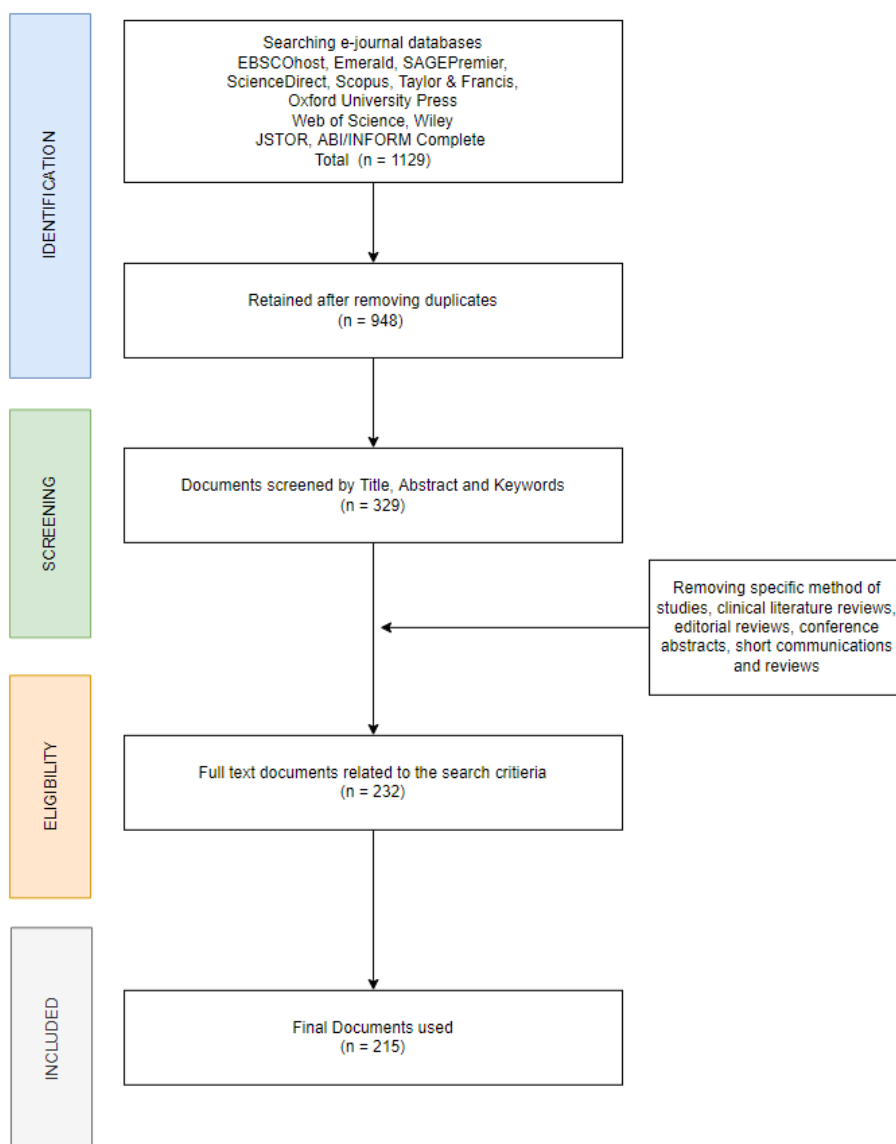 IDENTIFICATION
Searching e-journal databases
EBSCOhost, Emerald, SAGEPremier,
ScienceDirect, Scopus, Taylor & Francis,
Oxford University Press
Web of Science, Wiley
JSTOR, ABI/INFORM Complete
Total (n = 1129)
Retained after removing duplicates
(n = 948)
SCREENING
Documents screened by Title, Abstract and Keywords
(n = 329)
Removing specific method of
studies, clinical literature reviews,
editorial reviews, conference
abstracts, short communications
and reviews
ELIGIBILITY
Full text documents related to the search critieria
(n = 232)
INCLUDED
Final Documents used
(n = 215)